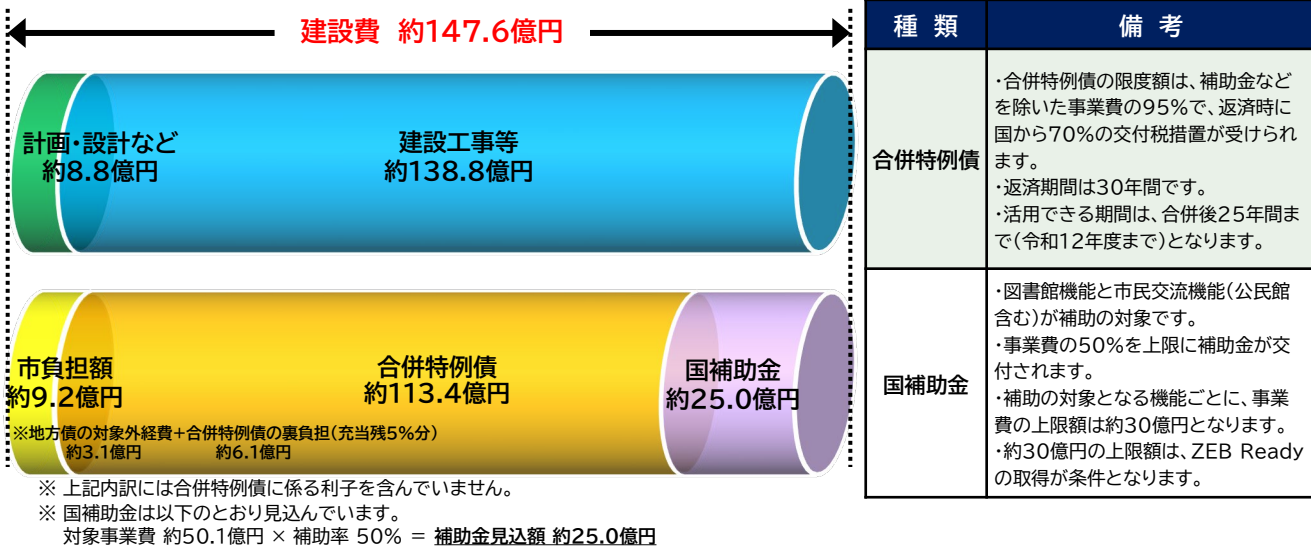 建設費 約147.6億円
計画・設計など
約8.8億円
建設工事等
約138.8億円
市負担額
約9.2億円
合併特例債
約113.4億円
国補助金
約25.0億円
※地方債の対象外経費+合併特例債の裏負担(充当残5%分)
約3.1億円 約6.1億円
※ 上記内訳には合併特例債に係る利子を含んでいません。
※ 国補助金は以下のとおり見込んでいます。
対象事業費 約50.1億円 × 補助率 50% = 補助金見込額 約25.0億円
種 類 備 考
合併特例債
・合併特例債の限度額は、補助金など
を除いた事業費の95%で、返済時に
国から70%の交付税措置が受けられ
ます。
・返済期間は30年間です。
・活用できる期間は、合併後25年間ま
で(令和12年度まで)となります。
国補助金
・図書館機能と市民交流機能(公民館
含む)が補助の対象です。
・事業費の50%を上限に補助金が交
付されます。
・補助の対象となる機能ごとに、事業
費の上限額は約30億円となります。
・約30億円の上限額は、ZEB Ready
の取得が条件となります。